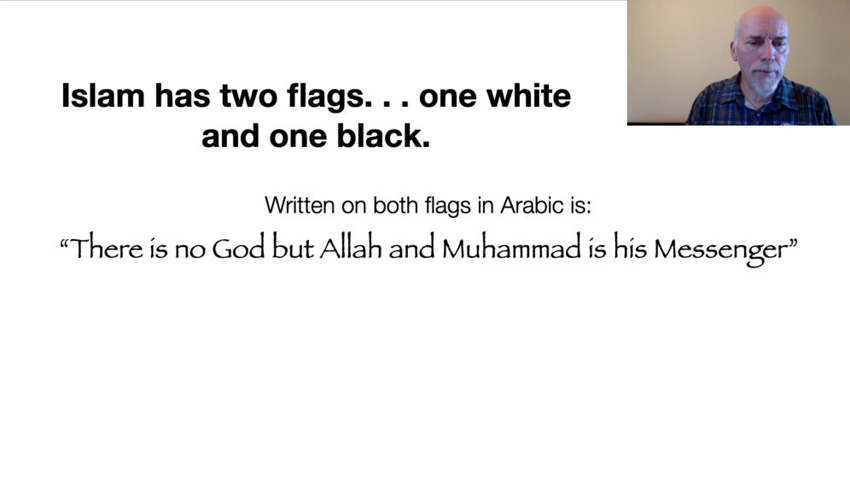 Islam has two flags. . . one white
and one black.
Written on both flags in Arabic is:
“There is no God but Allah and Muhammad is his Messenger”